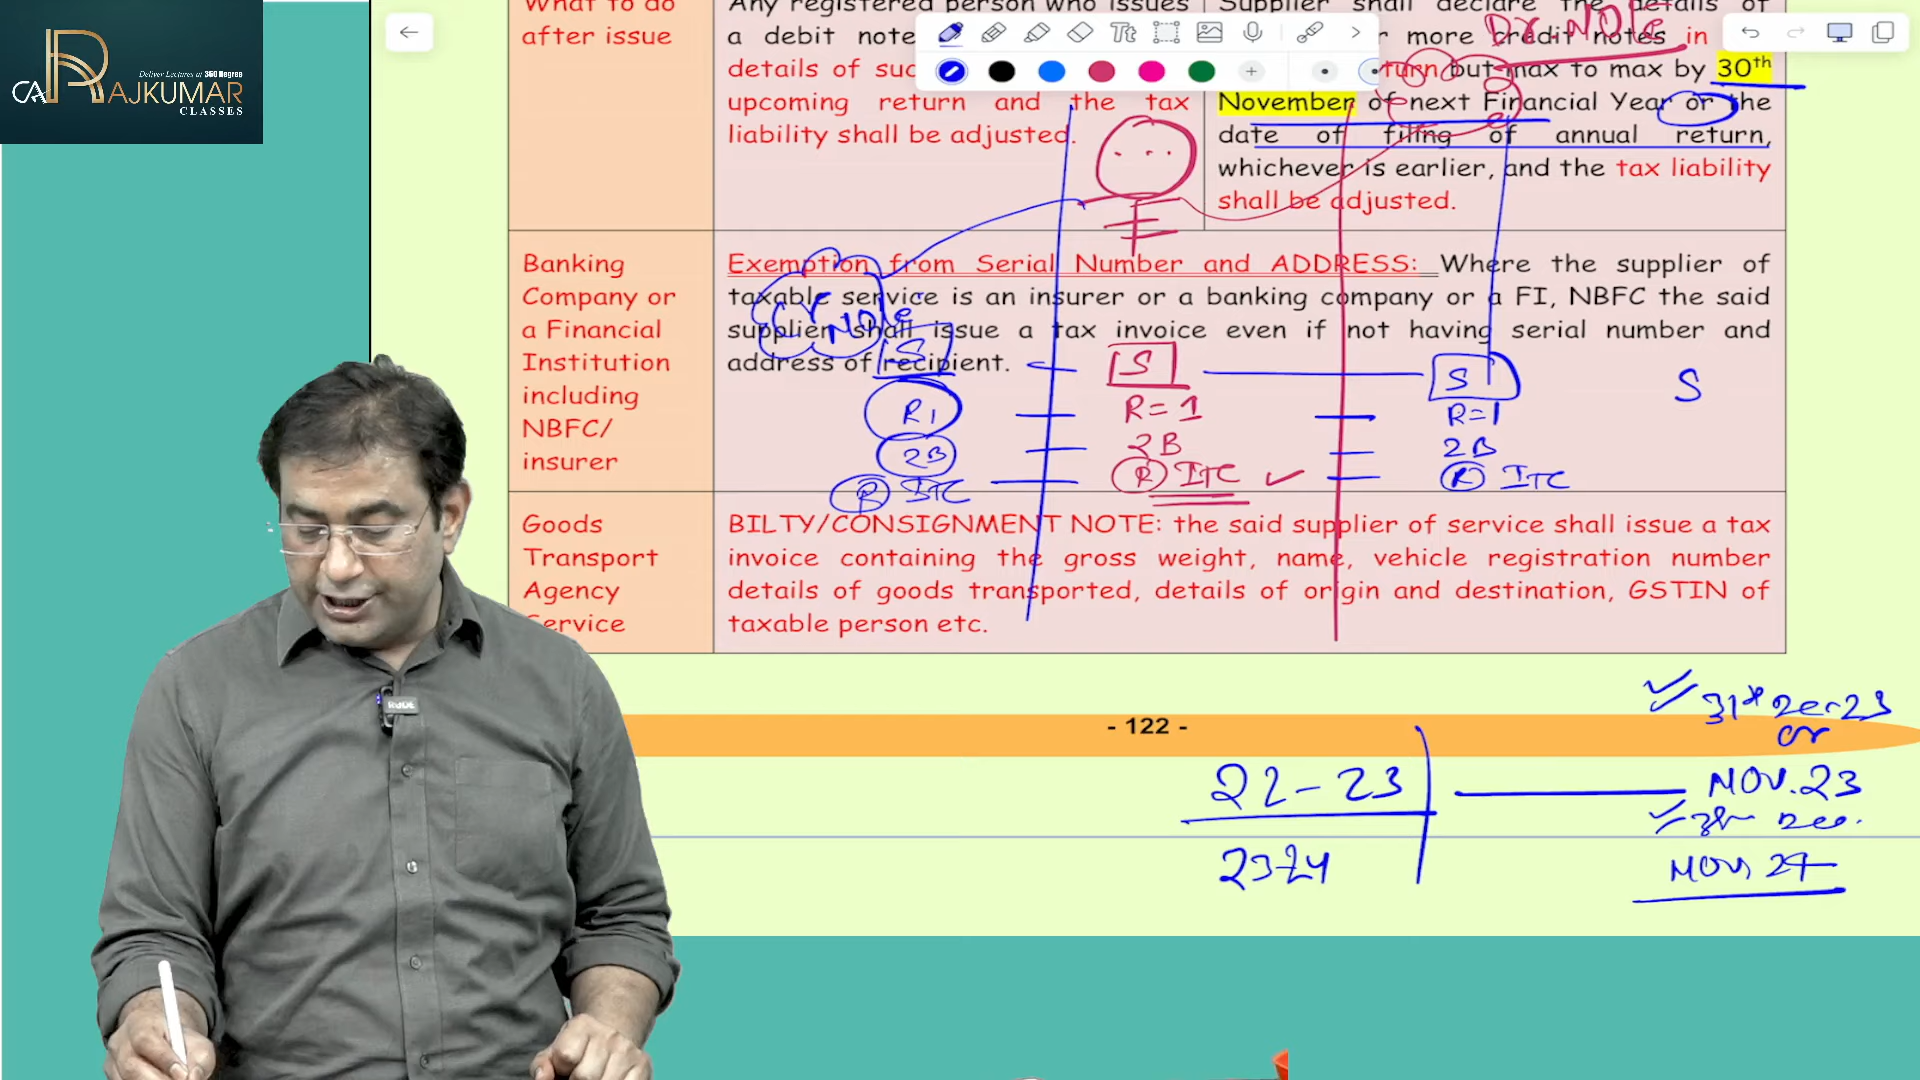 Deliver Lectures at 360 Degree
CA RAJKUMAR
CLASSES
What to do
after issue
Any registered person who issues
a debit note
details of suc
upcoming return and the tax
liability shall be adjusted.
Supplier shall declare the details of
r more credit notes in
turn but max to max by 30th
November of next Financial Year or the
date of filing of annual return,
whichever is earlier, and the tax liability
shall be adjusted.
Dr NOTE
Tt
Banking
Company or
a Financial
Institution
including
NBFC/
insurer
Exemption from Serial Number and ADDRESS: Where the supplier of
taxable service is an insurer or a banking company or a FI, NBFC the said
supplier shall issue a tax invoice even if not having serial number and
address of recipient.
Cr
NOTE
S
S
S
S
R1
R=1
R=1
2B
2B
2B
R ITC
R ITC
R ITC
Goods
Transport
Agency
Service
BILTY/CONSIGNMENT NOTE: the said supplier of service shall issue a tax
invoice containing the gross weight, name, vehicle registration number
details of goods transported, details of origin and destination, GSTIN of
taxable person etc.
RODE
- 122 -
31st Dec-23
or
22-23
NOV.23
23-24
NOV, 24